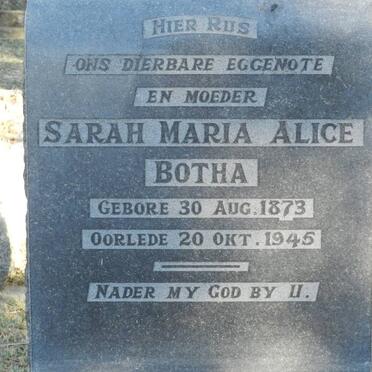 HIER RUS
ONS DIERBARE EGGENOTE
EN MOEDER
SARAH MARIA ALICE
BOTHA
GEBORE 30 AUG. 1873
OORLEDE 20 OKT. 1945
NADER MY GOD BY U.